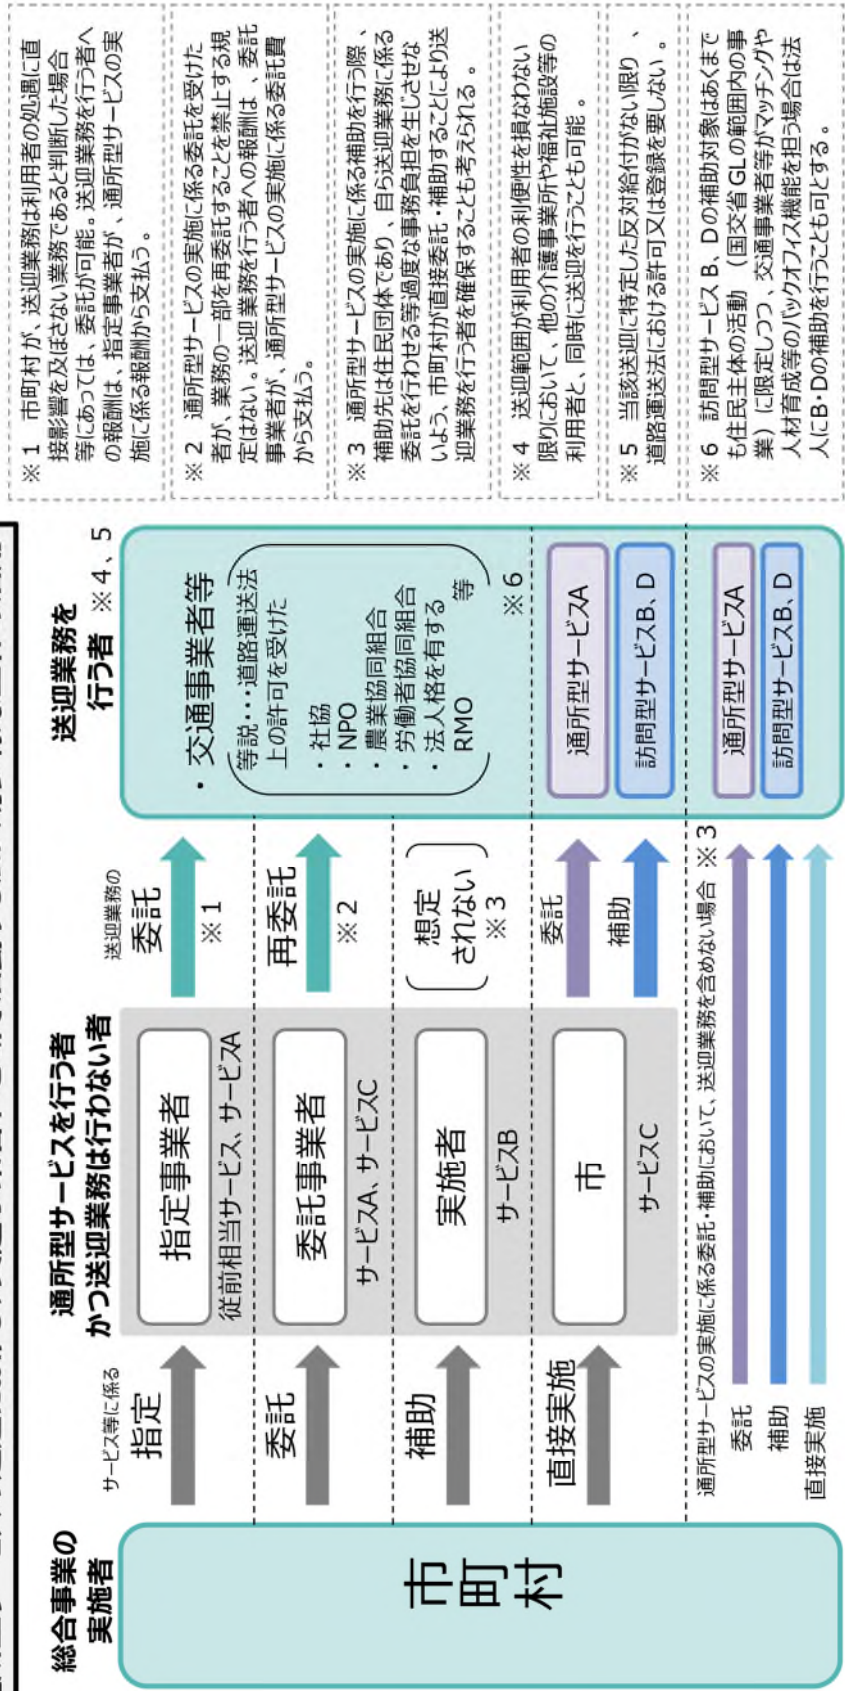 総合事業の
実施者
通所型サービスを行う者
かつ送迎業務は行わない者
送迎業務を
行う者 ※4、5
市町村
サービス等に係る
指定
指定事業者
従前相当サービス、サービスA
送迎業務の
委託
※1
・交通事業者等
等説・・・道路運送法
上の許可を受けた
・社協
・NPO
・農業協同組合
・労働者協同組合
・法人格を有する
RMO
等
※6
委託
委託事業者
サービスA、サービスC
再委託
※2
補助
実施者
サービスB
想定
されない
※3
直接実施
市
サービスC
委託
補助
通所型サービスA
訪問型サービスB、D
通所型サービスの実施に係る委託・補助において、送迎業務を含めない場合 ※3
委託
補助
直接実施
通所型サービスA
訪問型サービスB、D
※1 市町村が、送迎業務は利用者の処遇に直
接影響を及ぼさない業務であると判断した場合
等にあっては、委託が可能。送迎業務を行う者へ
の報酬は、指定事業者が、通所型サービスの実
施に係る報酬から支払う。
※2 通所型サービスの実施に係る委託を受けた
者が、業務の一部を再委託することを禁止する規
定はない。送迎業務を行う者への報酬は、委託
事業者が、通所型サービスの実施に係る委託費
から支払う。
※3 通所型サービスの実施に係る補助を行う際、
補助先は住民団体であり、自ら送迎業務に係る
委託を行わせる等過度な事務負担を生じさせな
いよう、市町村が直接委託・補助することにより送
迎業務を行う者を確保することも考えられる。
※4 送迎範囲が利用者の利便性を損なわない
限りにおいて、他の介護事業所や福祉施設等の
利用者と、同時に送迎を行うことも可能。
※5 当該送迎に特定した反対給付がない限り、
道路運送法における許可又は登録を要しない。
※6 訪問型サービスB、Dの補助対象はあくまで
も住民主体の活動（国交省GLの範囲内の事
業）に限定しつつ、交通事業者等がマッチングや
人材育成等のバックオフィス機能を担う場合は法
人にB・Dの補助を行うことも可とする。